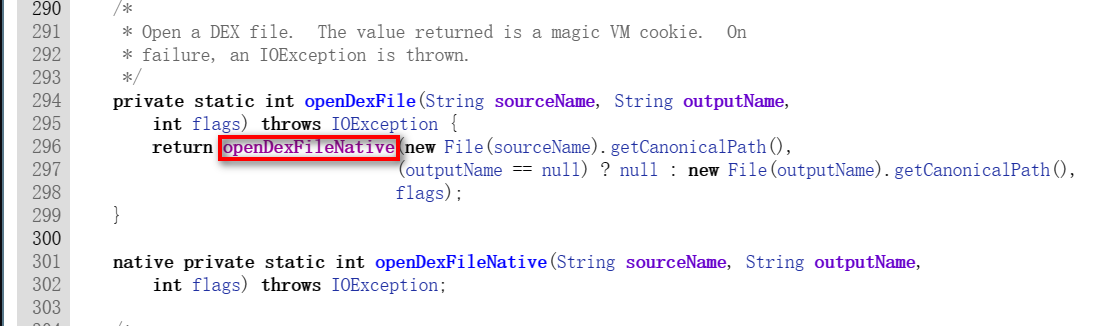 290 /*
291 * Open a DEX file.  The value returned is a magic VM cookie.  On
292 * failure, an IOException is thrown.
293 */
294 private static int openDexFile(String sourceName, String outputName,
295 int flags) throws IOException {
296 return openDexFileNative(new File(sourceName).getCanonicalPath(),
297 (outputName == null) ? null : new File(outputName).getCanonicalPath(),
298 flags);
299 }
300
301 native private static int openDexFileNative(String sourceName, String outputName,
302 int flags) throws IOException;
303